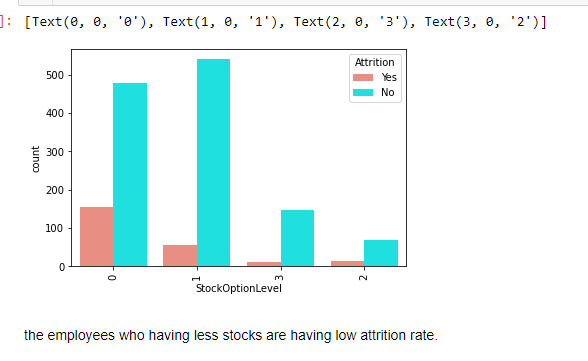 ]: [Text(0, 0, '0'), Text(1, 0, '1'), Text(2, 0, '3'), Text(3, 0, '2')]
Attrition
Yes
No
500
400
300
200
100
0
count
0 1 3 2
StockOptionLevel
the employees who having less stocks are having low attrition rate.